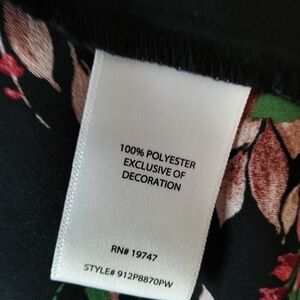 100% POLYESTER
EXCLUSIVE OF
DECORATION
RN# 19747
STYLE# 912P8870PW